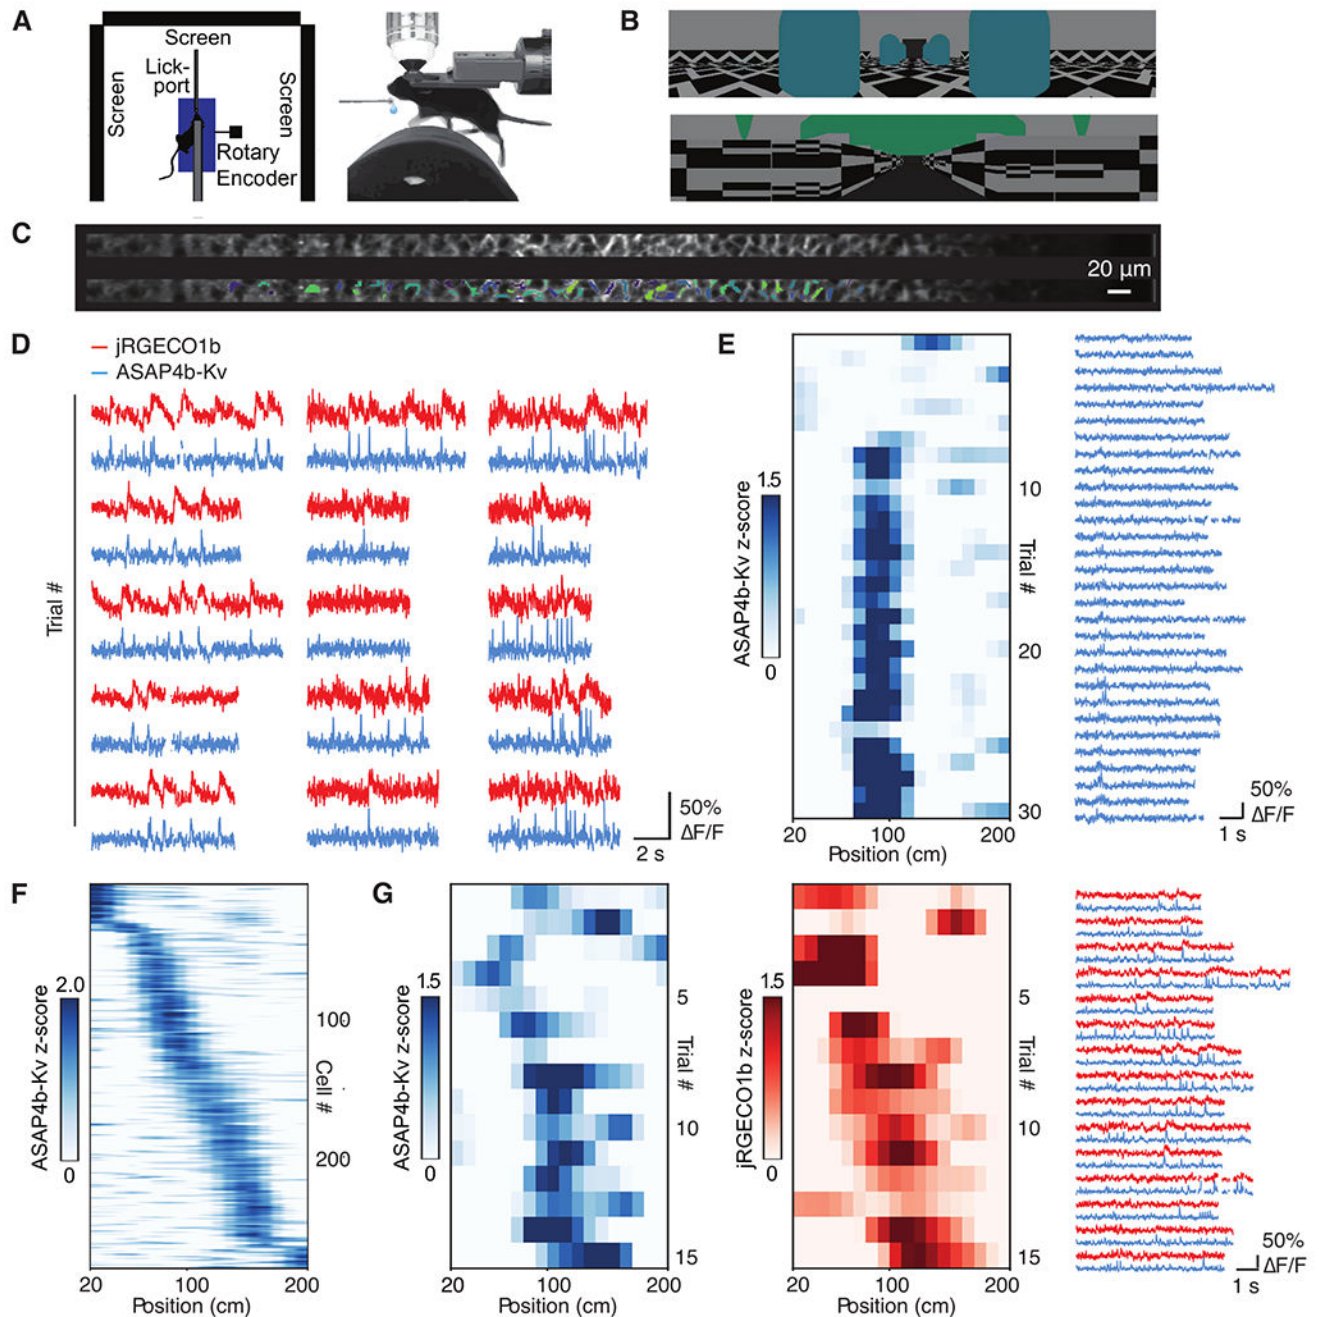 A
Screen
Lick-
port
Screen
Screen
Rotary
Encoder
B
C
20 µm
D
jRGECO1b
ASAP4b-Kv
Trial #
50%
ΔF/F
2 s
E
1.5
ASAP4b-Kv z-score
0
10
Trial #
20
30
20
100
200
Position (cm)
50%
ΔF/F
1 s
F
2.0
ASAP4b-Kv z-score
0
100
Cell #
200
20
100
200
Position (cm)
G
1.5
ASAP4b-Kv z-score
0
5
Trial #
10
15
20
100
200
Position (cm)
1.5
jRGECO1b z-score
0
5
Trial #
10
15
20
100
200
Position (cm)
50%
ΔF/F
1 s